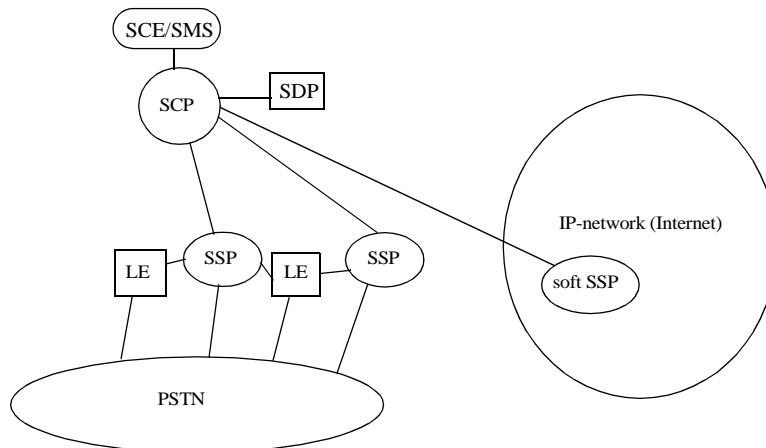 SCE/SMS
SCP
SDP
IP-network (Internet)
LE
SSP
LE
SSP
soft SSP
PSTN